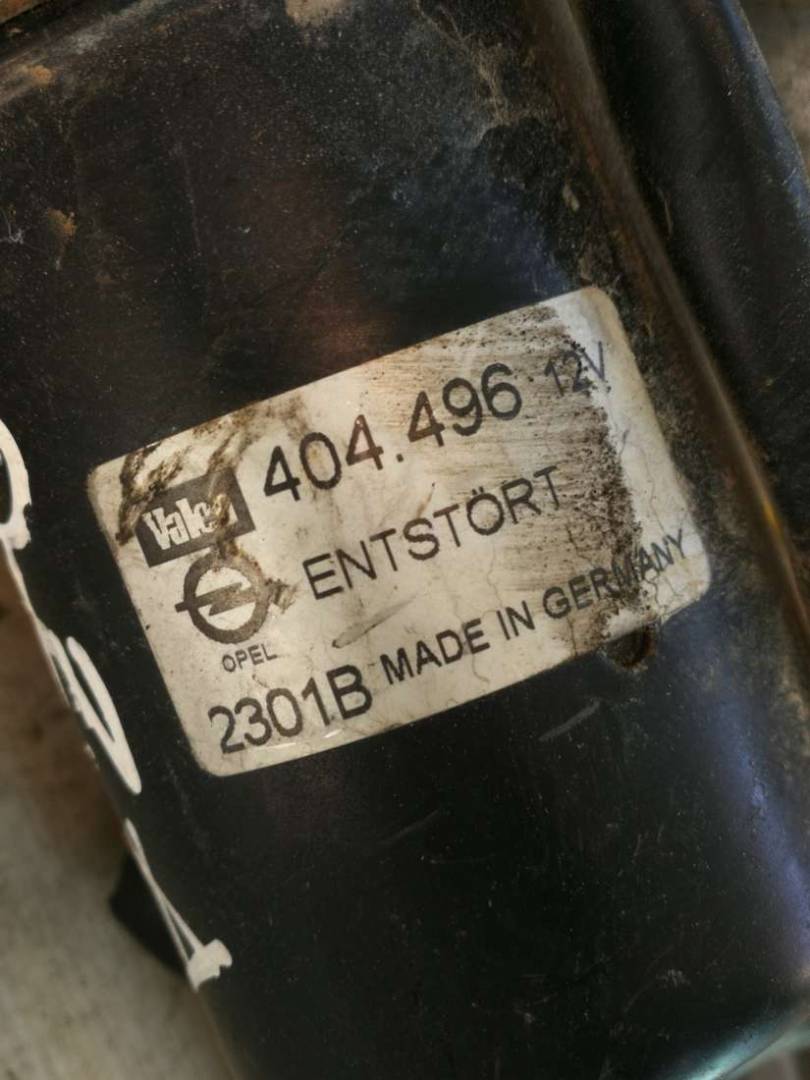 404.496 12V
Valeo
ENTSTÖRT
OPEL
2301B MADE IN GERMANY